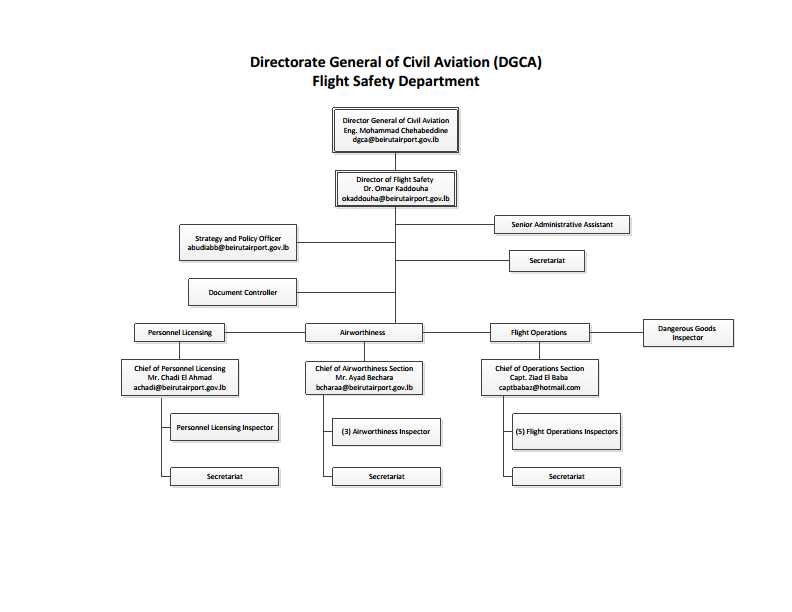 Directorate General of Civil Aviation (DGCA)
Flight Safety Department
Director General of Civil Aviation
Eng. Mohammad Chehabeddine
dgca@beirutairport.gov.lb
Director of Flight Safety
Dr. Omar Kaddouha
okaddouha@beirutairport.gov.lb
Senior Administrative Assistant
Strategy and Policy Officer
abudiabb@beirutairport.gov.lb
Secretariat
Document Controller
Personnel Licensing
Airworthiness
Flight Operations
Dangerous Goods
Inspector
Chief of Personnel Licensing
Mr. Chadi El Ahmad
achadi@beirutairport.gov.lb
Chief of Airworthiness Section
Mr. Ayad Bechara
bcharaa@beirutairport.gov.lb
Chief of Operations Section
Capt. Ziad El Baba
captbabaz@hotmail.com
Personnel Licensing Inspector
(3) Airworthiness Inspector
(5) Flight Operations Inspectors
Secretariat
Secretariat
Secretariat